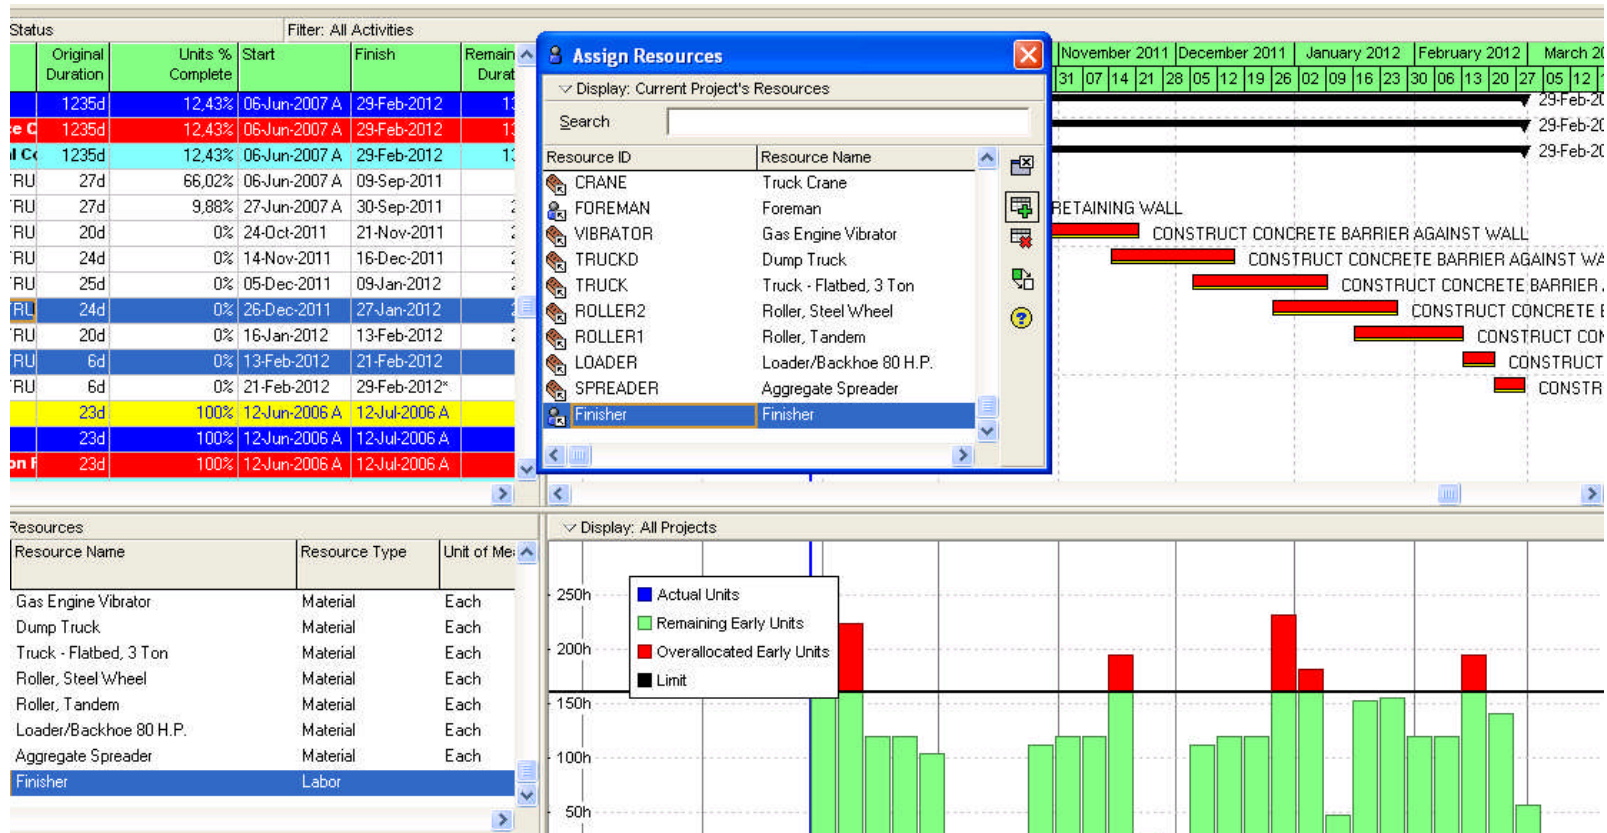 Status Filter: All Activities
Original Duration Units % Complete Start Finish Remain Durat
1235d 12,43% 06-Jun-2007 A 29-Feb-2012
ce C 1235d 12,43% 06-Jun-2007 A 29-Feb-2012
1235d 12,43% 06-Jun-2007 A 29-Feb-2012
TRU 27d 66,02% 06-Jun-2007 A 09-Sep-2011
TRU 27d 9,88% 27-Jun-2007 A 30-Sep-2011
TRU 20d 0% 24-Oct-2011 21-Nov-2011
TRU 24d 0% 14-Nov-2011 16-Dec-2011
TRU 25d 0% 05-Dec-2011 09-Jan-2012
TRU 24d 0% 26-Dec-2011 27-Jan-2012
TRU 20d 0% 16-Jan-2012 13-Feb-2012
TRU 6d 0% 13-Feb-2012 21-Feb-2012
TRU 6d 0% 21-Feb-2012 29-Feb-2012*
23d 100% 12-Jun-2006 A 12-Jul-2006 A
23d 100% 12-Jun-2006 A 12-Jul-2006 A
on F 23d 100% 12-Jun-2006 A 12-Jul-2006 A
Assign Resources
Display: Current Project's Resources
Search
Resource ID Resource Name
CRANE Truck Crane
FOREMAN Foreman
VIBRATOR Gas Engine Vibrator
TRUCKD Dump Truck
TRUCK Truck - Flatbed, 3 Ton
ROLLER2 Roller, Steel Wheel
ROLLER1 Roller, Tandem
LOADER Loader/Backhoe 80 H.P.
SPREADER Aggregate Spreader
Finisher Finisher
November 2011 December 2011 January 2012 February 2012 March 20
31 07 14 21 28 05 12 19 26 02 09 16 23 30 06 13 20 27 05 12
29-Feb-20
29-Feb-20
29-Feb-20
RETAINING WALL
CONSTRUCT CONCRETE BARRIER AGAINST WALL
CONSTRUCT CONCRETE BARRIER AGAINST WA
CONSTRUCT CONCRETE BARRIER
CONSTRUCT CONCRETE
CONSTRUCT CON
CONSTRUCT
CONSTR
Resources
Resource Name Resource Type Unit of Me
Gas Engine Vibrator Material Each
Dump Truck Material Each
Truck - Flatbed, 3 Ton Material Each
Roller, Steel Wheel Material Each
Roller, Tandem Material Each
Loader/Backhoe 80 H.P. Material Each
Aggregate Spreader Material Each
Finisher Labor
Display: All Projects
250h
200h
150h
100h
50h
Actual Units
Remaining Early Units
Overallocated Early Units
Limit